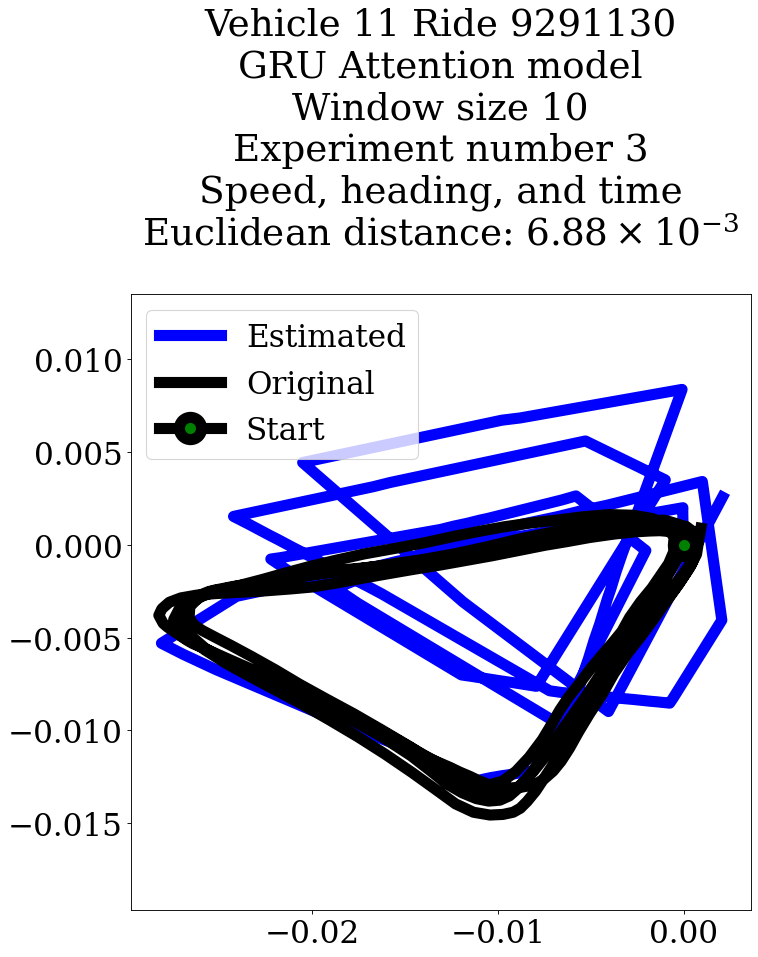 Vehicle 11 Ride 9291130
GRU Attention model
Window size 10
Experiment number 3
Speed, heading, and time
Euclidean distance: 6.88 × 10⁻³
Estimated
Original
Start
0.010
0.005
0.000
−0.005
−0.010
−0.015
−0.02 −0.01 0.00